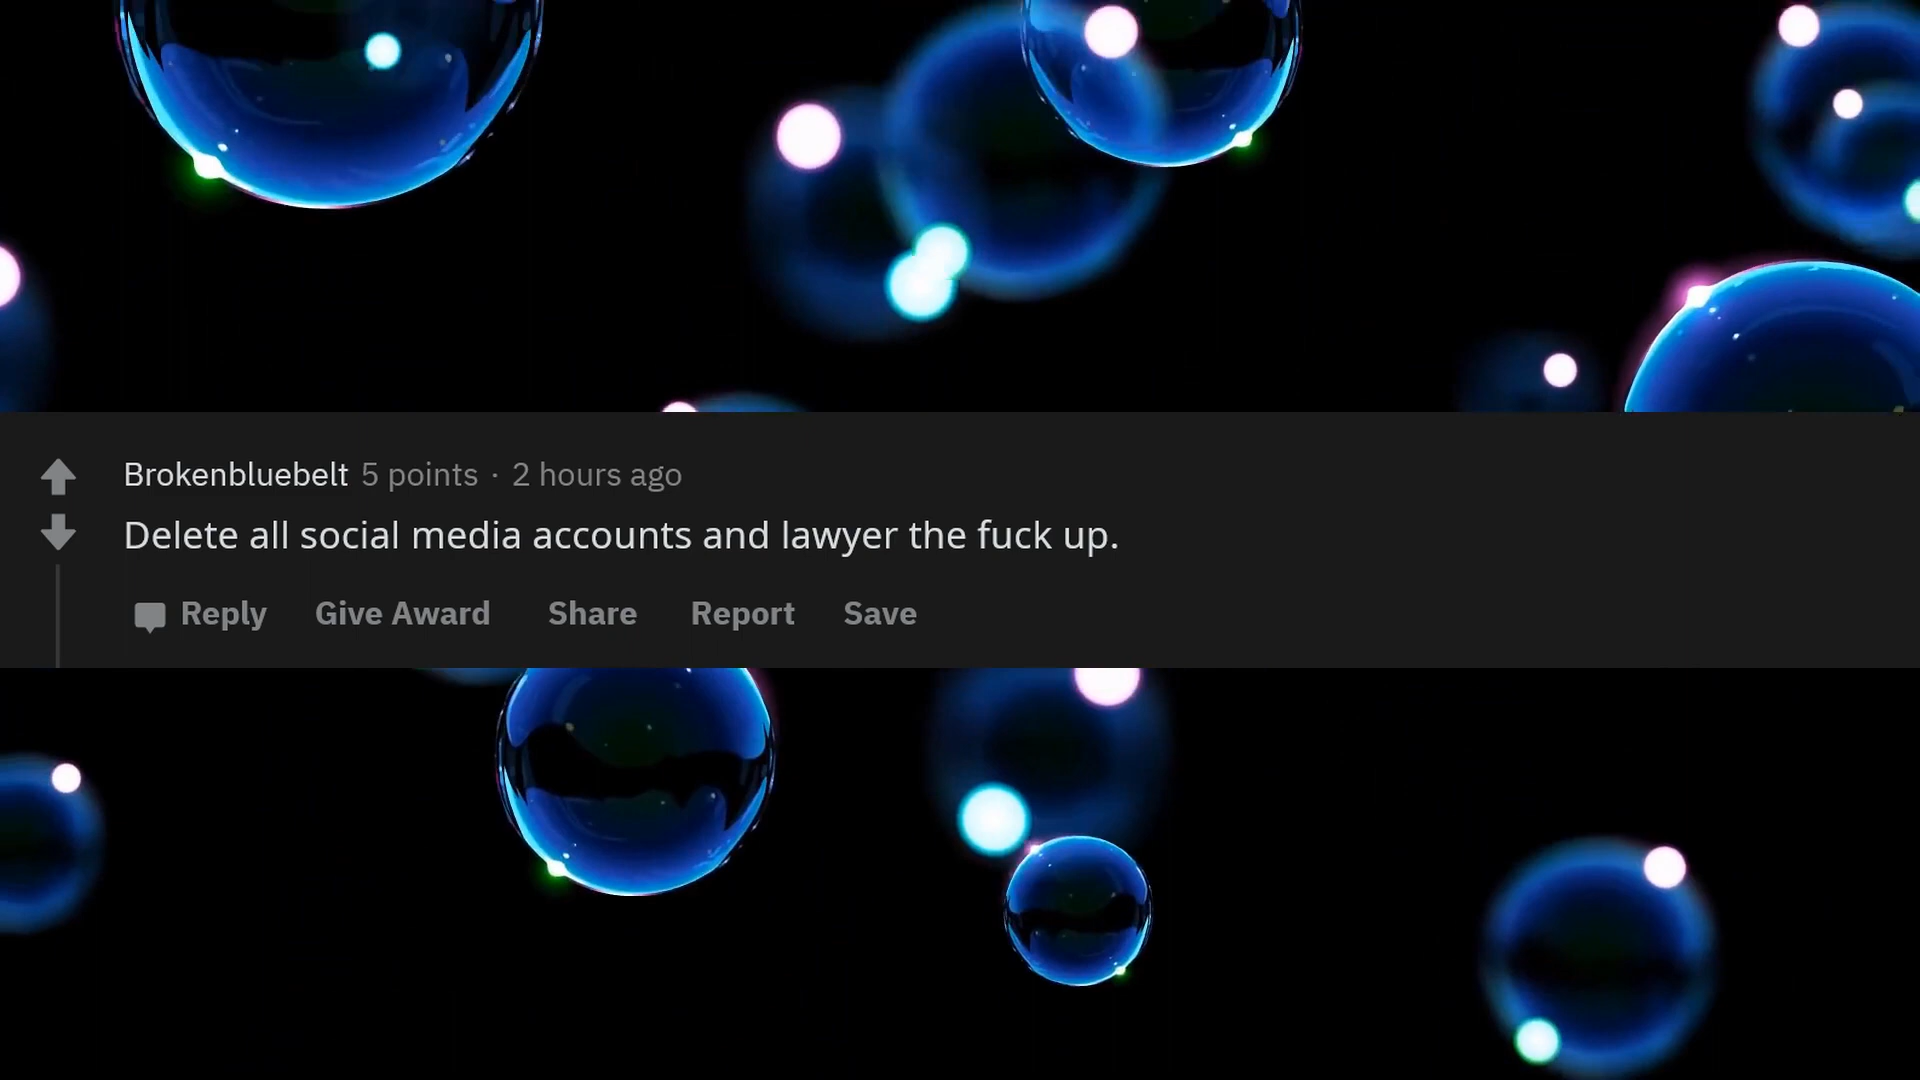 Brokenbluebelt 5 points · 2 hours ago
Delete all social media accounts and lawyer the fuck up.
Reply Give Award Share Report Save